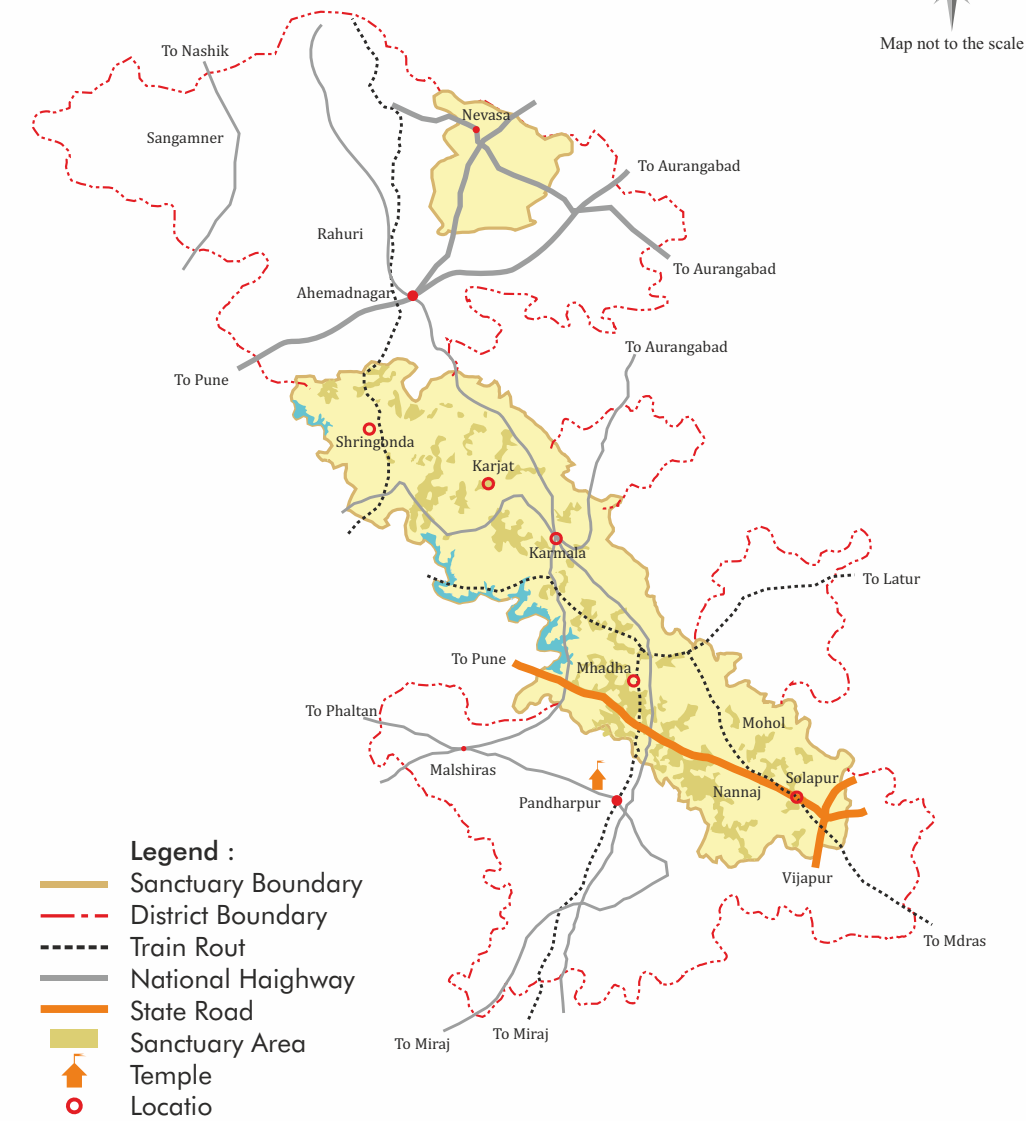 Map not to the scale
To Nashik
Sangamner
Nevasa
To Aurangabad
Rahuri
To Aurangabad
Ahemadnagar
To Aurangabad
To Pune
Shringonda
Karjat
Karmala
To Latur
To Pune
Mhadha
To Phaltan
Mohol
Malshiras
Solapur
Nannaj
Pandharpur
Vijapur
To Mdras
To Miraj
To Miraj
Legend :
Sanctuary Boundary
District Boundary
Train Rout
National Haighway
State Road
Sanctuary Area
Temple
Locatio